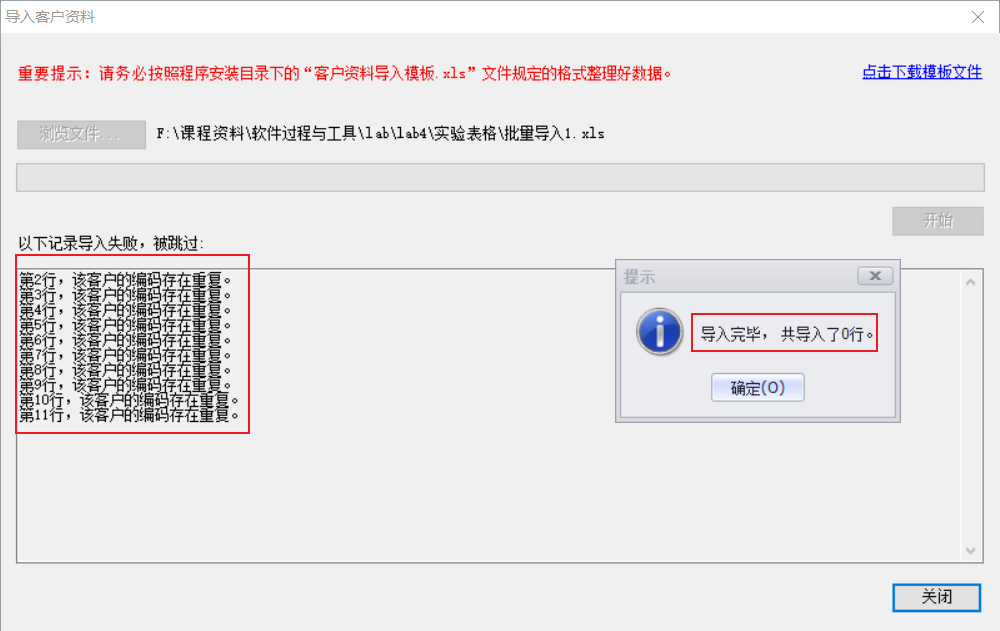 导入客户资料
重要提示：请务必按照程序安装目录下的“客户资料导入模板.xls”文件规定的格式整理好数据。
点击下载模板文件
浏览文件...
F:\课程资料\软件过程与工具\lab\lab4\实验表格\批量导入1.xls
开始
以下记录导入失败，被跳过:
第2行，该客户的编码存在重复。
第3行，该客户的编码存在重复。
第4行，该客户的编码存在重复。
第5行，该客户的编码存在重复。
第6行，该客户的编码存在重复。
第7行，该客户的编码存在重复。
第8行，该客户的编码存在重复。
第9行，该客户的编码存在重复。
第10行，该客户的编码存在重复。
第11行，该客户的编码存在重复。
提示
导入完毕， 共导入了0行。
确定(O)
关闭